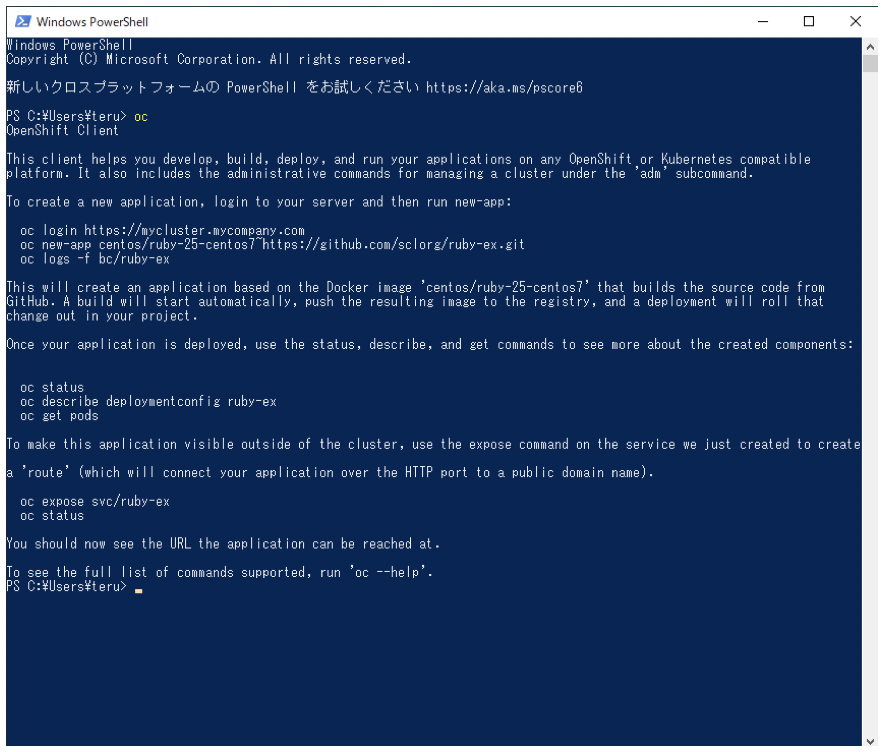 Windows PowerShell
Windows PowerShell
Copyright (C) Microsoft Corporation. All rights reserved.
新しいクロスプラットフォームの PowerShell をお試しください https://aka.ms/pscore6
PS C:¥Users¥teru> oc
OpenShift Client
This client helps you develop, build, deploy, and run your applications on any OpenShift or Kubernetes compatible
platform. It also includes the administrative commands for managing a cluster under the 'adm' subcommand.
To create a new application, login to your server and then run new-app:
oc login https://mycluster.mycompany.com
oc new-app centos/ruby-25-centos7~https://github.com/sclorg/ruby-ex.git
oc logs -f bc/ruby-ex
This will create an application based on the Docker image 'centos/ruby-25-centos7' that builds the source code from
GitHub. A build will start automatically, push the resulting image to the registry, and a deployment will roll that
change out in your project.
Once your application is deployed, use the status, describe, and get commands to see more about the created components:
oc status
oc describe deploymentconfig ruby-ex
oc get pods
To make this application visible outside of the cluster, use the expose command on the service we just created to create
a 'route' (which will connect your application over the HTTP port to a public domain name).
oc expose svc/ruby-ex
oc status
You should now see the URL the application can be reached at.
To see the full list of commands supported, run 'oc --help'.
PS C:¥Users¥teru>